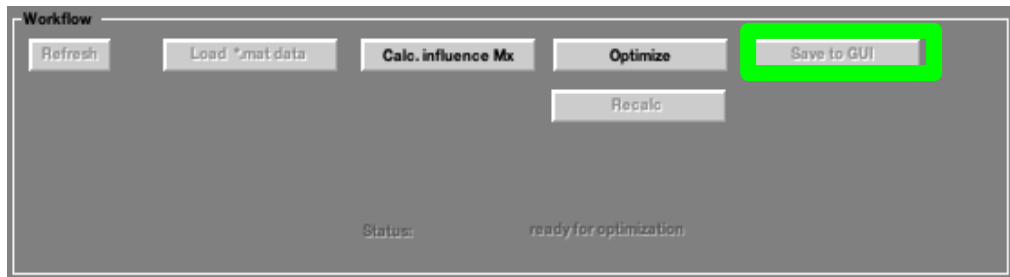 Workflow
Refresh Load *.mat data Calc. influence Mx Optimize Save to GUI
Recalc
Status: ready for optimization